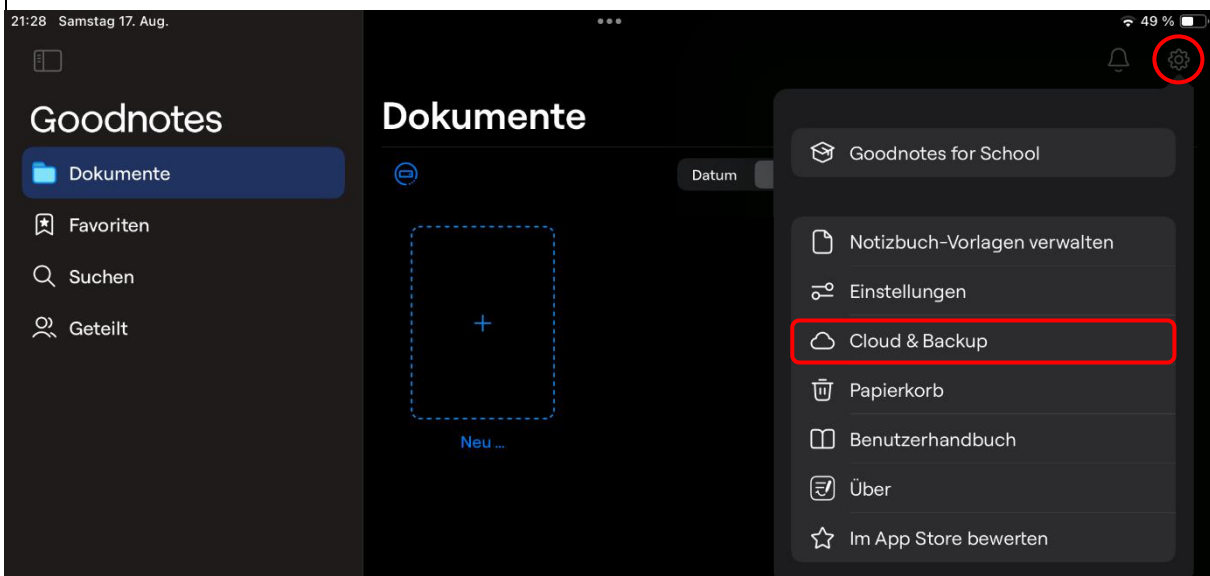 21:28 Samstag 17. Aug.
49 %
Goodnotes
Dokumente
Favoriten
Suchen
Geteilt
Dokumente
Datum
Neu ...
Goodnotes for School
Notizbuch-Vorlagen verwalten
Einstellungen
Cloud & Backup
Papierkorb
Benutzerhandbuch
Über
Im App Store bewerten